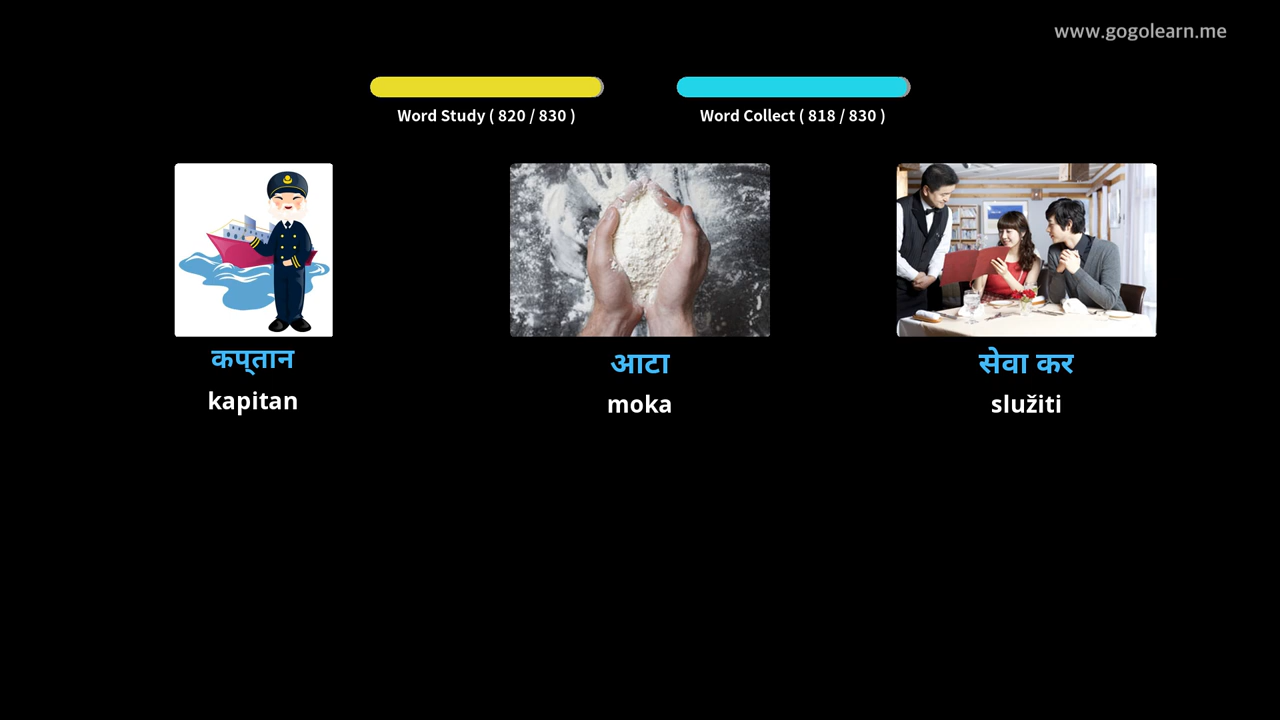 www.gogolearn.me
Word Study ( 820 / 830 )
Word Collect ( 818 / 830 )
कप्तान
आटा
सेवा कर
kapitan
moka
služiti